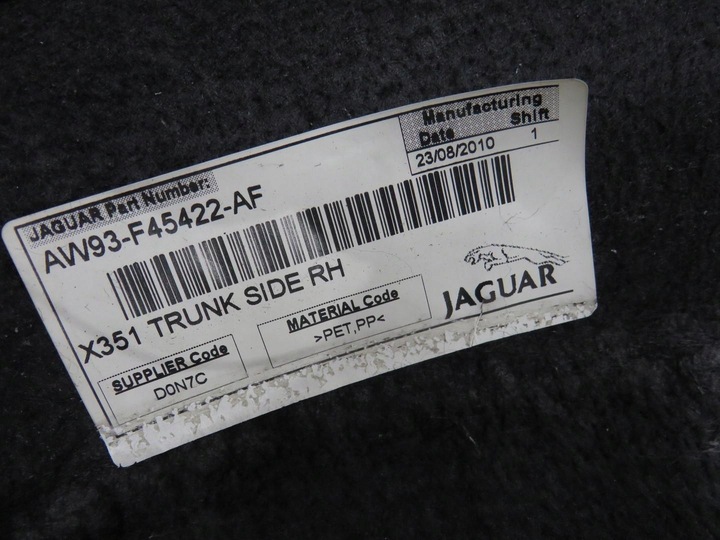 JAGUAR Part Number:
AW93-F45422-AF
Manufacturing
Date Shift
23/08/2010 1
X351 TRUNK SIDE RH
SUPPLIER Code
D0N7C
MATERIAL Code
>PET,PP<
JAGUAR